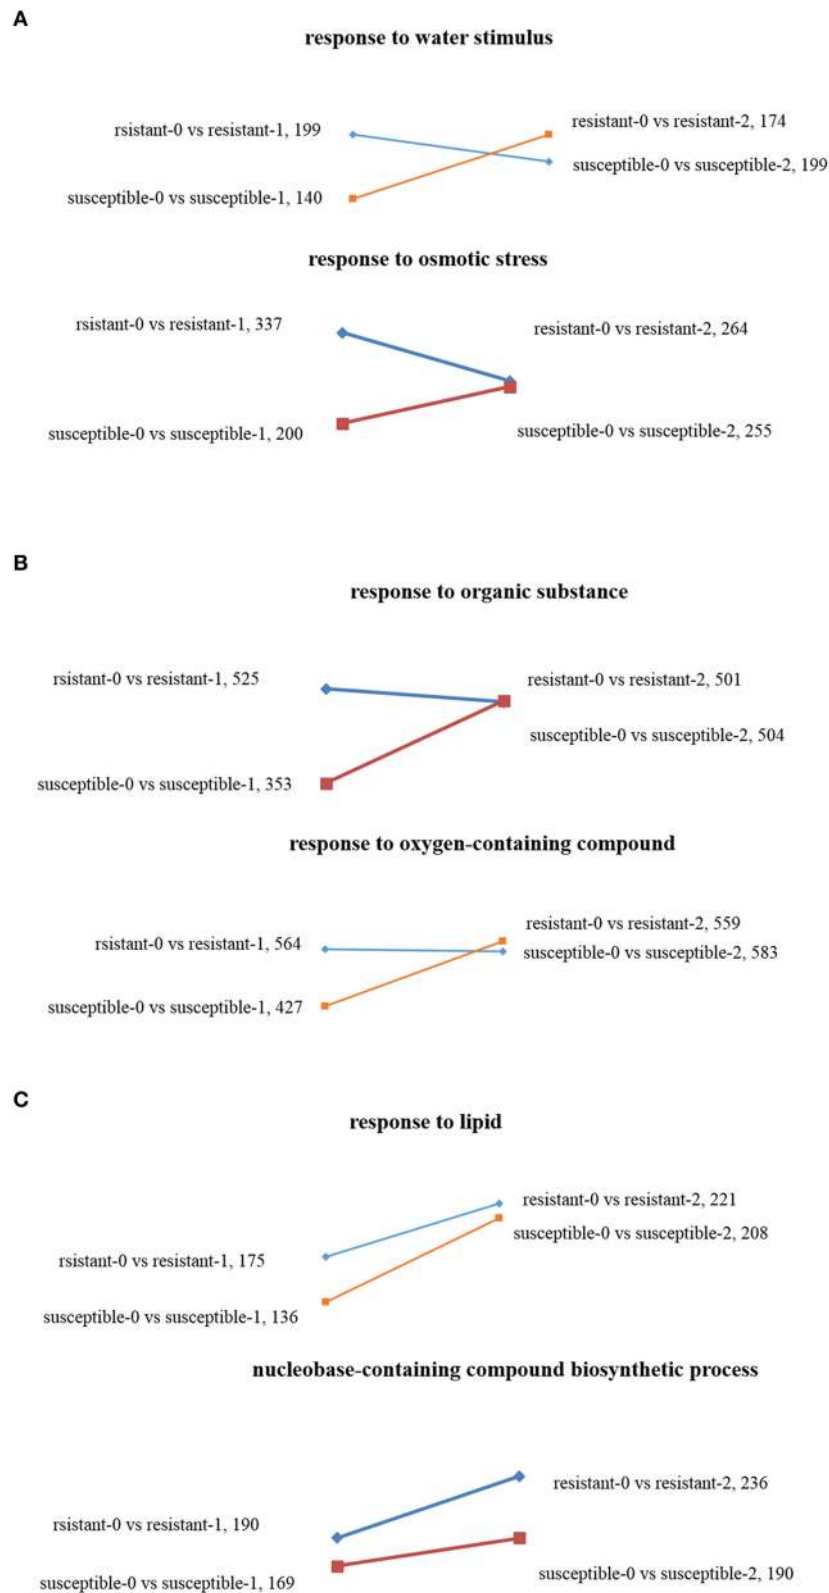 A
response to water stimulus
rsistant-0 vs resistant-1, 199
resistant-0 vs resistant-2, 174
susceptible-0 vs susceptible-2, 199
susceptible-0 vs susceptible-1, 140
response to osmotic stress
rsistant-0 vs resistant-1, 337
resistant-0 vs resistant-2, 264
susceptible-0 vs susceptible-1, 200
susceptible-0 vs susceptible-2, 255
B
response to organic substance
rsistant-0 vs resistant-1, 525
resistant-0 vs resistant-2, 501
susceptible-0 vs susceptible-2, 504
susceptible-0 vs susceptible-1, 353
response to oxygen-containing compound
resistant-0 vs resistant-2, 559
rsistant-0 vs resistant-1, 564
susceptible-0 vs susceptible-2, 583
susceptible-0 vs susceptible-1, 427
C
response to lipid
resistant-0 vs resistant-2, 221
susceptible-0 vs susceptible-2, 208
rsistant-0 vs resistant-1, 175
susceptible-0 vs susceptible-1, 136
nucleobase-containing compound biosynthetic process
resistant-0 vs resistant-2, 236
rsistant-0 vs resistant-1, 190
susceptible-0 vs susceptible-2, 190
susceptible-0 vs susceptible-1, 169